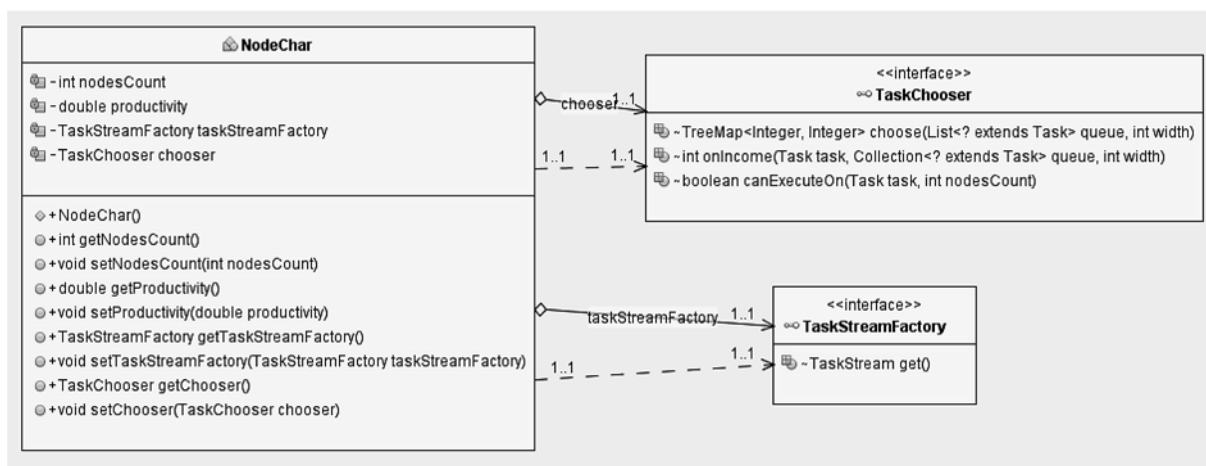 NodeChar
- int nodesCount
- double productivity
- TaskStreamFactory taskStreamFactory
- TaskChooser chooser
+ NodeChar()
+ int getNodesCount()
+ void setNodesCount(int nodesCount)
+ double getProductivity()
+ void setProductivity(double productivity)
+ TaskStreamFactory getTaskStreamFactory()
+ void setTaskStreamFactory(TaskStreamFactory taskStreamFactory)
+ TaskChooser getChooser()
+ void setChooser(TaskChooser chooser)
chooser 1..1
1..1 1..1
<<interface>>
TaskChooser
~ TreeMap<Integer, Integer> choose(List<? extends Task> queue, int width)
~ int onIncome(Task task, Collection<? extends Task> queue, int width)
~ boolean canExecuteOn(Task task, int nodesCount)
taskStreamFactory 1..1
1..1 1..1
<<interface>>
TaskStreamFactory
~ TaskStream get()